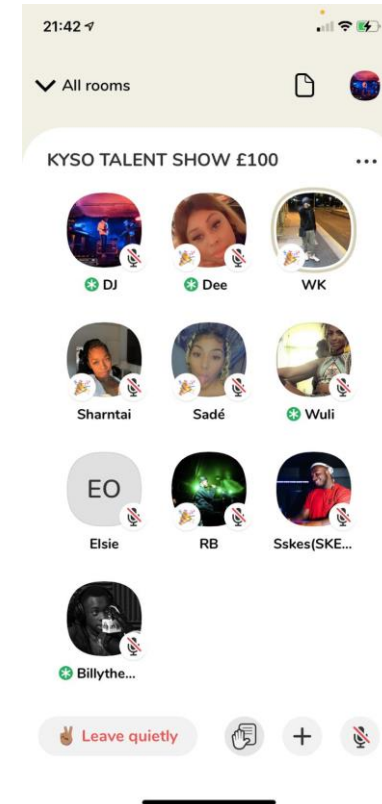 21:42
All rooms
KYSO TALENT SHOW £100
DJ
Dee
WK
Sharntai
Sadé
Wuli
EO
Elsie
RB
Sskes(SKE...
Billythe...
Leave quietly